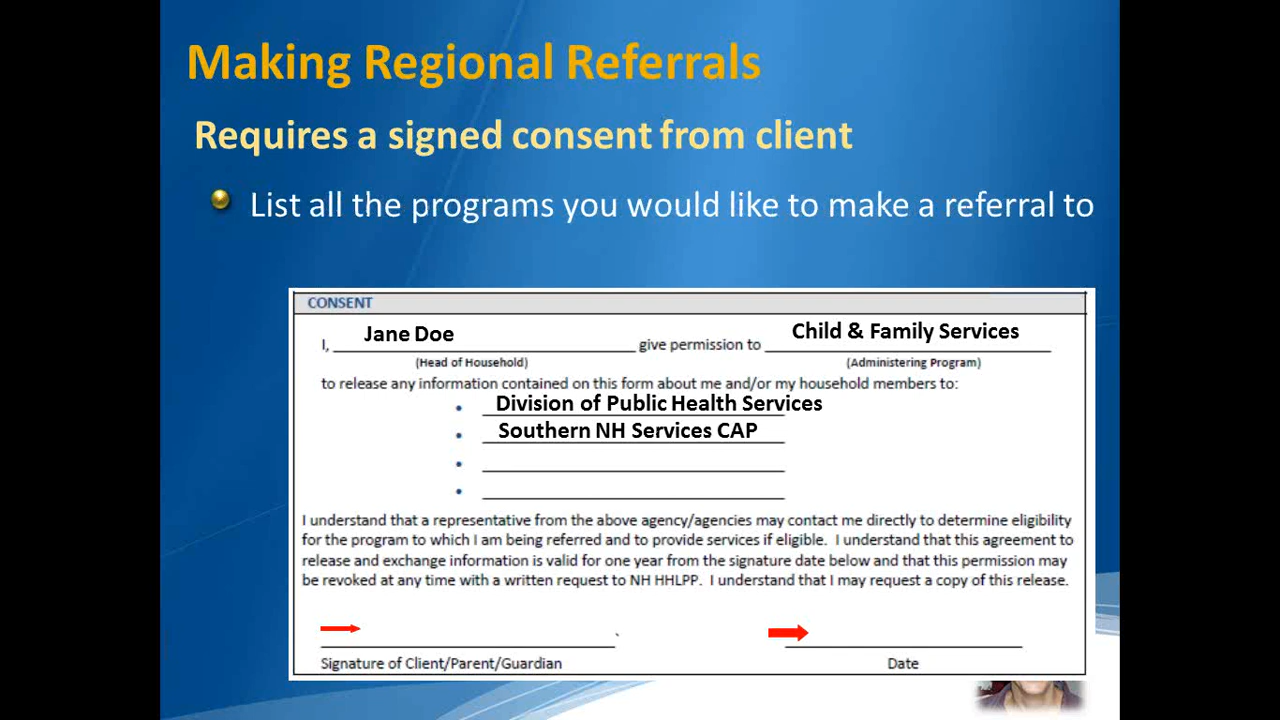 Making Regional Referrals
Requires a signed consent from client
List all the programs you would like to make a referral to
CONSENT
I, Jane Doe give permission to Child & Family Services
(Head of Household) (Administering Program)
to release any information contained on this form about me and/or my household members to:
• Division of Public Health Services
• Southern NH Services CAP
•
•
I understand that a representative from the above agency/agencies may contact me directly to determine eligibility
for the program to which I am being referred and to provide services if eligible. I understand that this agreement to
release and exchange information is valid for one year from the signature date below and that this permission may
be revoked at any time with a written request to NH HHLPP. I understand that I may request a copy of this release.
Signature of Client/Parent/Guardian Date